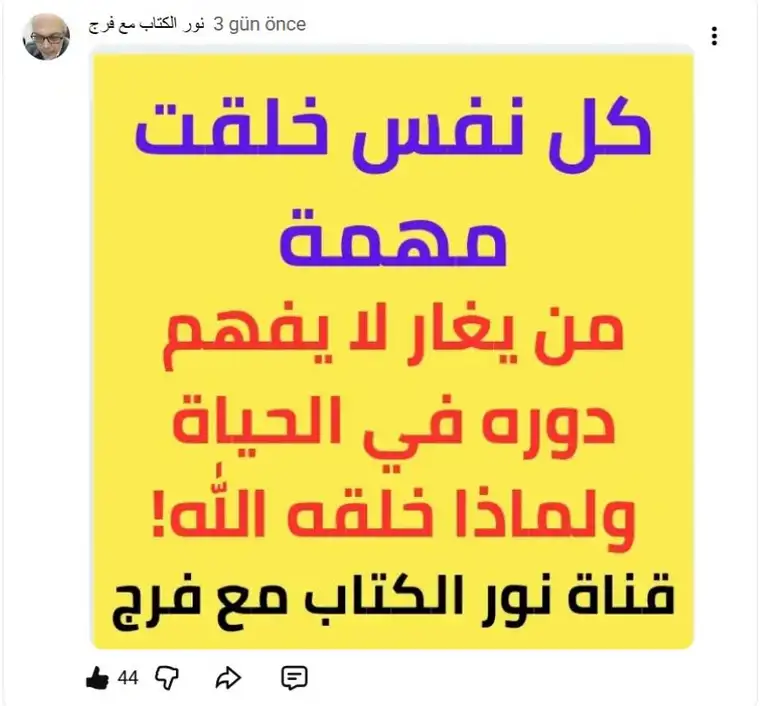 نور الكتاب مع فرج 3 gün önce
كل نفس خلقت
مهمة
من يغار لا يفهم
دوره في الحياة
ولماذا خلقه الله!
قناة نور الكتاب مع فرج
44